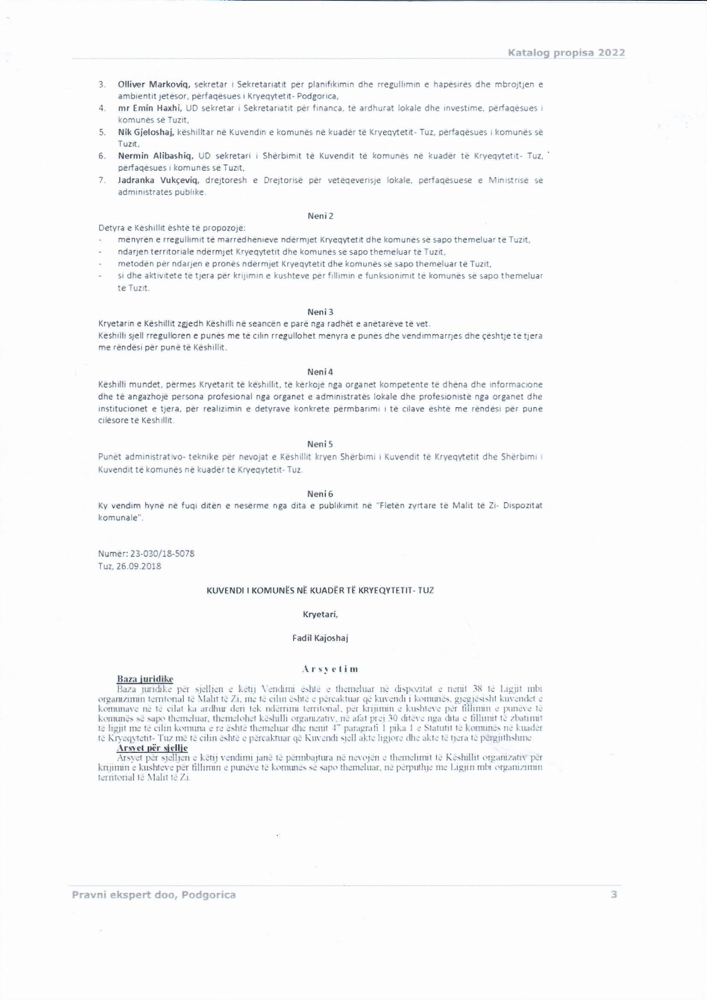 Katalog propisa 2022
3. Olliver Markoviq, sekretar i Sekretariatit për planifikimin dhe rregullimin e hapësirës dhe mbrojtjen e
ambientit jetësor, përfaqësues i Kryeqytetit- Podgorica,
4. mr Emin Haxhi, UD sekretar i Sekretariatit për financa, të ardhurat lokale dhe investime, përfaqësues i
komunës së Tuzit,
5. Nik Gjeloshaj, këshilltar në Kuvendin e komunës në kuadër të Kryeqytetit- Tuz, përfaqësues i komunës së
Tuzit,
6. Nermin Alibashiq, UD sekretari i Shërbimit të Kuvendit të komunës në kuadër të Kryeqytetit- Tuz,
përfaqësues i komunës së Tuzit,
7. Jadranka Vukçeviq, drejtoresh e Drejtorisë për vetëqeverisje lokale, përfaqësuese e Ministrisë së
administratës publike.
Neni 2
Detyra e Këshillit është të propozojë:
- mënyrën e rregullimit të marrëdhënieve ndërmjet Kryeqytetit dhe komunës së sapo themeluar të Tuzit,
- ndarjen territoriale ndërmjet Kryeqytetit dhe komunës së sapo themeluar të Tuzit,
- metodën për ndarjen e pronës ndërmjet Kryeqytetit dhe komunës së sapo themeluar të Tuzit,
- si dhe aktivitete të tjera për krijimin e kushteve për fillimin e funksionimit të komunës së sapo themeluar
të Tuzit.
Neni 3
Kryetarin e Këshillit zgjedh Këshilli në seancën e parë nga radhët e anëtarëve të vet.
Këshilli sjell rregulloren e punës me të cilin rregullohet mënyra e punës dhe vendimmarrjes dhe çështje të tjera
me rëndësi për punë të Këshillit.
Neni 4
Këshilli mundet, përmes Kryetarit të këshillit, të kërkojë nga organet kompetente të dhëna dhe informacione
dhe të angazhojë persona profesional nga organet e administratës lokale dhe profesionistë nga organet dhe
institucionet e tjera, për realizimin e detyrave konkrete përmbarimi i të cilave është me rëndësi për punë
cilësore të Këshillit.
Neni 5
Punët administrativo- teknike për nevojat e Këshillit kryen Shërbimi i Kuvendit të Kryeqytetit dhe Shërbimi i
Kuvendit të komunës në kuadër të Kryeqytetit- Tuz.
Neni 6
Ky vendim hynë në fuqi ditën e nesërme nga dita e publikimit në “Fletën zyrtare të Malit të Zi- Dispozitat
komunale”.
Numër: 23-030/18-5078
Tuz, 26.09.2018
KUVENDI I KOMUNËS NË KUADËR TË KRYEQYTETIT- TUZ
Kryetari,
Fadil Kajoshaj
A r s y e t i m
Baza juridike
Baza juridike për sjelljen e këtij Vendimi është e themeluar në dispozitat e nenit 38 të Ligjit mbi
organizimin territorial të Malit të Zi, me të cilin është e përcaktuar që kuvendi i komunës, gjegjësisht kuvendet e
komunave në të cilat ka ardhur deri tek ndërrimi territorial, për krijimin e kushteve për fillimin e punëve të
komunës së sapo themeluar, themelohet këshilli organizativ, në afat prej 30 ditëve nga dita e fillimit të zbatimit
të ligjit me të cilin komuna e re është themeluar dhe nenit 47 paragrafi 1 pika 1 e Statutit të komunës në kuadër
të Kryeqytetit- Tuz më të cilin është e përcaktuar që Kuvendi sjell akte ligjore dhe akte të tjera të përgjithshme.
Arsyet për sjellje
Arsyet për sjelljen e këtij vendimi janë të përmbajtura në nevojën e themelimit të Këshillit organizativ për
krijimin e kushteve për fillimin e punëve të komunës së sapo themeluar, në përputhje me Ligjin mbi organizimin
territorial të Malit të Zi.
Pravni ekspert doo, Podgorica 3